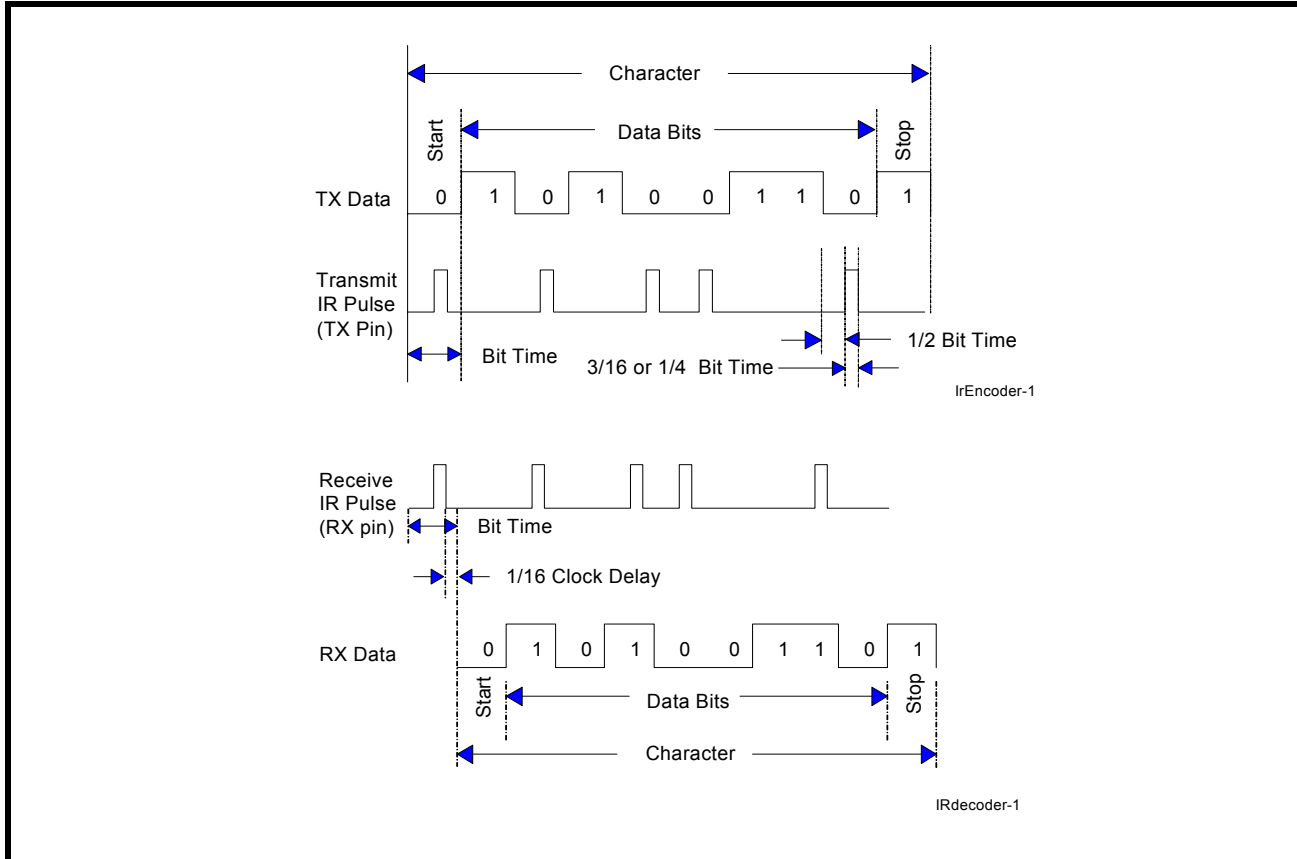 Character
Start
Data Bits
Stop
TX Data
0 1 0 1 0 0 1 1 0 1
Transmit
IR Pulse
(TX Pin)
Bit Time
1/2 Bit Time
3/16 or 1/4 Bit Time
IrEncoder-1
Receive
IR Pulse
(RX pin)
Bit Time
1/16 Clock Delay
RX Data
0 1 0 1 0 0 1 1 0 1
Start
Data Bits
Stop
Character
IRdecoder-1